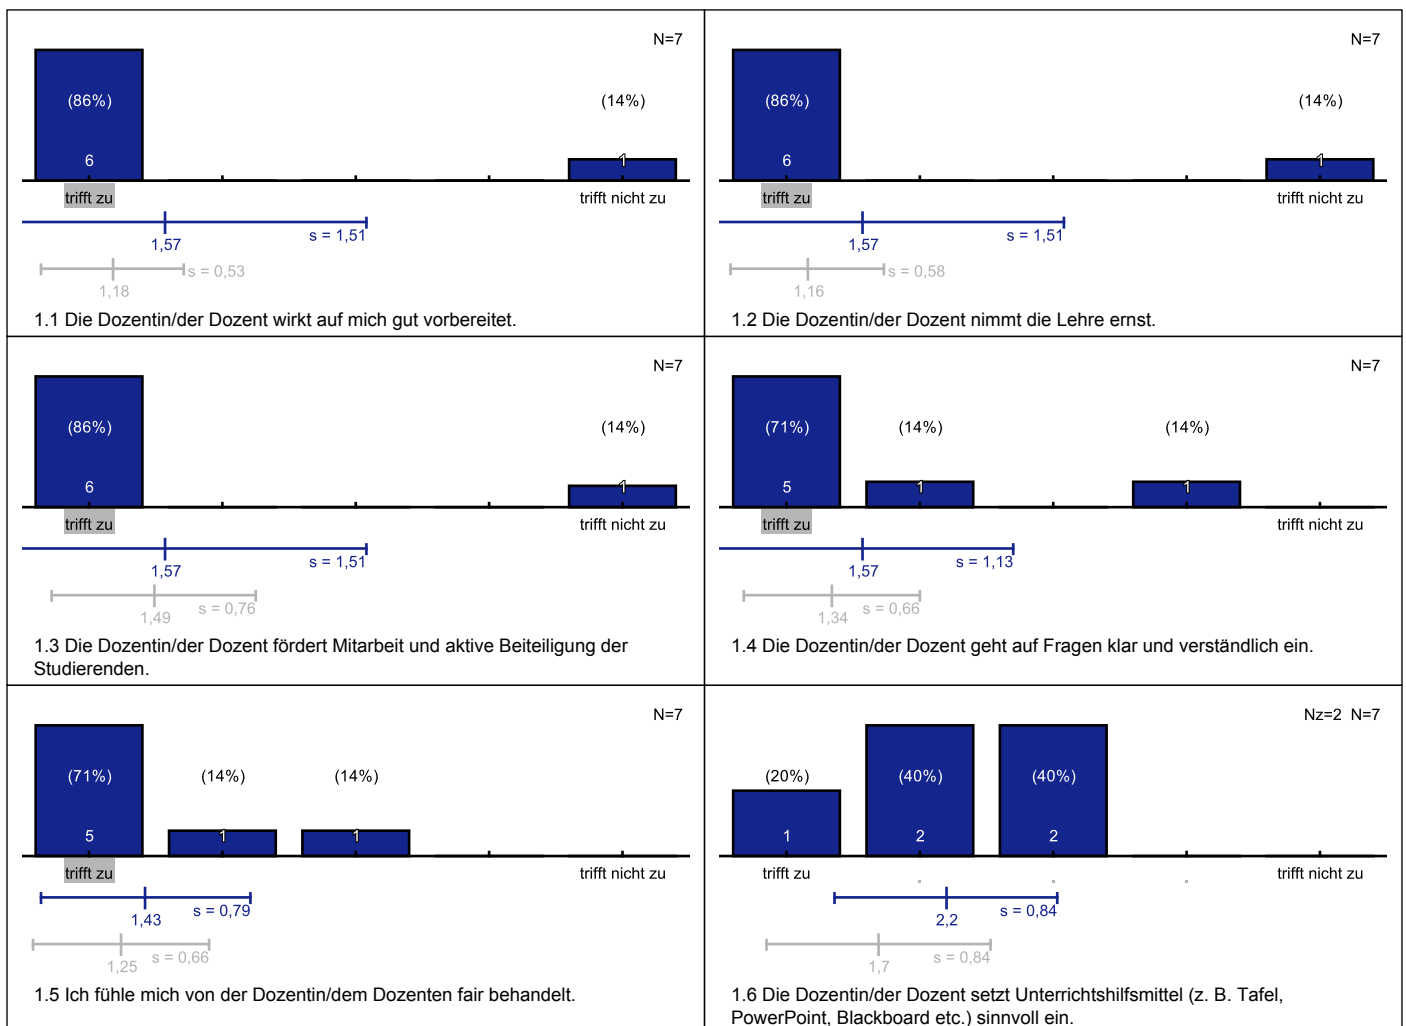 N=7
(86%)
(14%)
6
1
trifft zu
trifft nicht zu
s = 1,51
1,57
s = 0,53
1,18
1.1 Die Dozentin/der Dozent wirkt auf mich gut vorbereitet.
N=7
(86%)
(14%)
6
1
trifft zu
trifft nicht zu
s = 1,51
1,57
s = 0,58
1,16
1.2 Die Dozentin/der Dozent nimmt die Lehre ernst.
N=7
(86%)
(14%)
6
1
trifft zu
trifft nicht zu
s = 1,51
1,57
s = 0,76
1,49
1.3 Die Dozentin/der Dozent fördert Mitarbeit und aktive Beiteiligung der
Studierenden.
N=7
(71%)
(14%)
(14%)
5
1
1
trifft zu
trifft nicht zu
s = 1,13
1,57
s = 0,66
1,34
1.4 Die Dozentin/der Dozent geht auf Fragen klar und verständlich ein.
N=7
(71%)
(14%)
(14%)
5
1
1
trifft zu
trifft nicht zu
s = 0,79
1,43
s = 0,66
1,25
1.5 Ich fühle mich von der Dozentin/dem Dozenten fair behandelt.
Nz=2 N=7
(20%)
(40%)
(40%)
1
2
2
trifft zu
trifft nicht zu
s = 0,84
2,2
s = 0,84
1,7
1.6 Die Dozentin/der Dozent setzt Unterrichtshilfsmittel (z. B. Tafel,
PowerPoint, Blackboard etc.) sinnvoll ein.